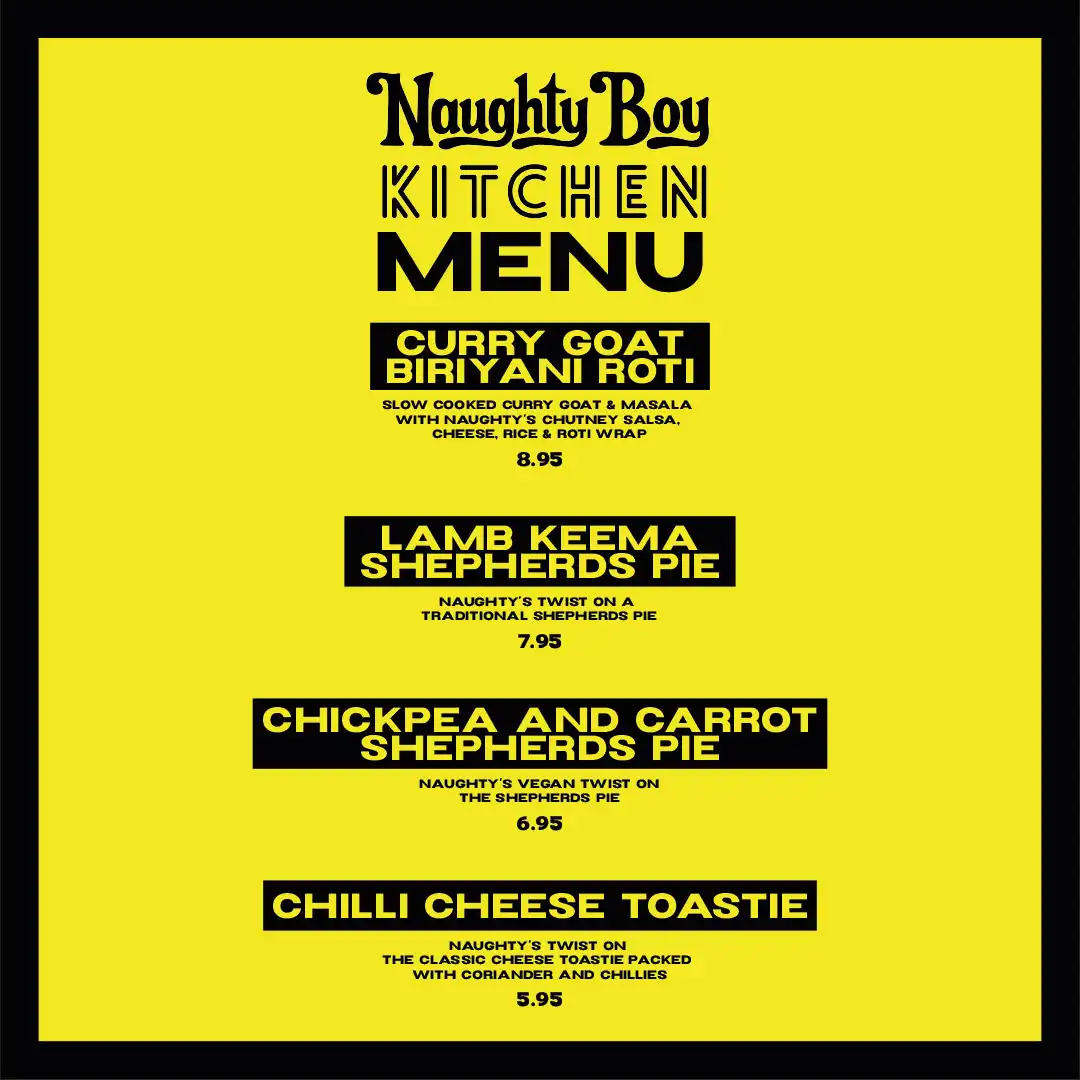 Naughty Boy
KITCHEN
MENU
CURRY GOAT
BIRIYANI ROTI
SLOW COOKED CURRY GOAT & MASALA
WITH NAUGHTY'S CHUTNEY SALSA,
CHEESE, RICE & ROTI WRAP
8.95
LAMB KEEMA
SHEPHERDS PIE
NAUGHTY'S TWIST ON A
TRADITIONAL SHEPHERDS PIE
7.95
CHICKPEA AND CARROT
SHEPHERDS PIE
NAUGHTY'S VEGAN TWIST ON
THE SHEPHERDS PIE
6.95
CHILLI CHEESE TOASTIE
NAUGHTY'S TWIST ON
THE CLASSIC CHEESE TOASTIE PACKED
WITH CORIANDER AND CHILLIES
5.95